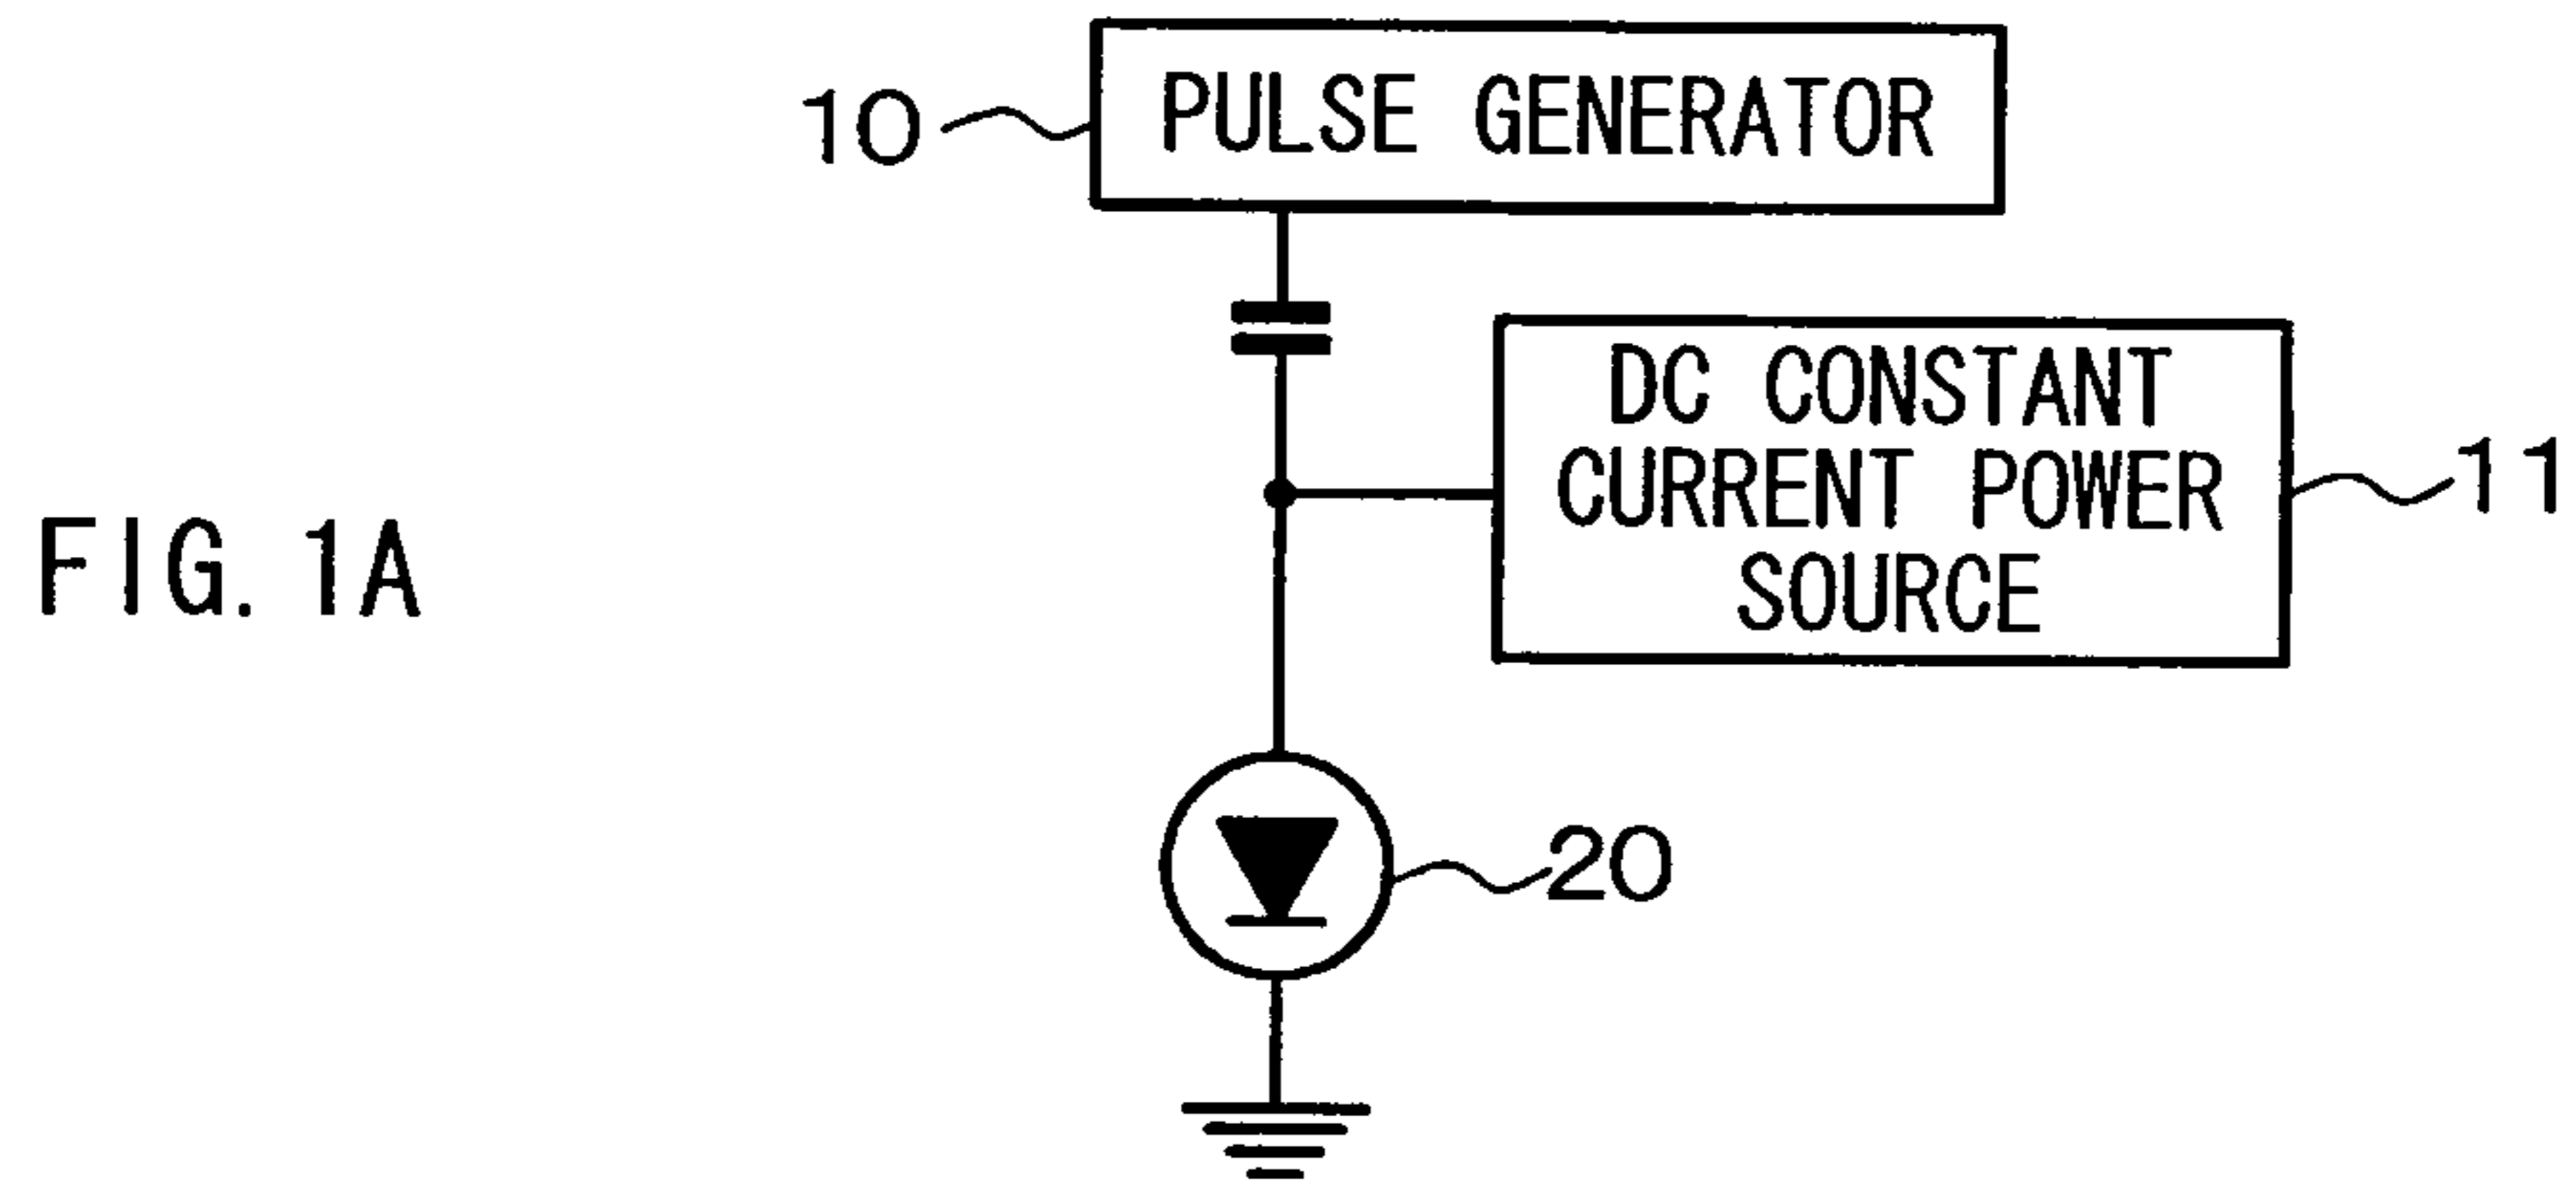 10
PULSE GENERATOR
DC CONSTANT
CURRENT POWER
SOURCE
11
FIG. 1A
20